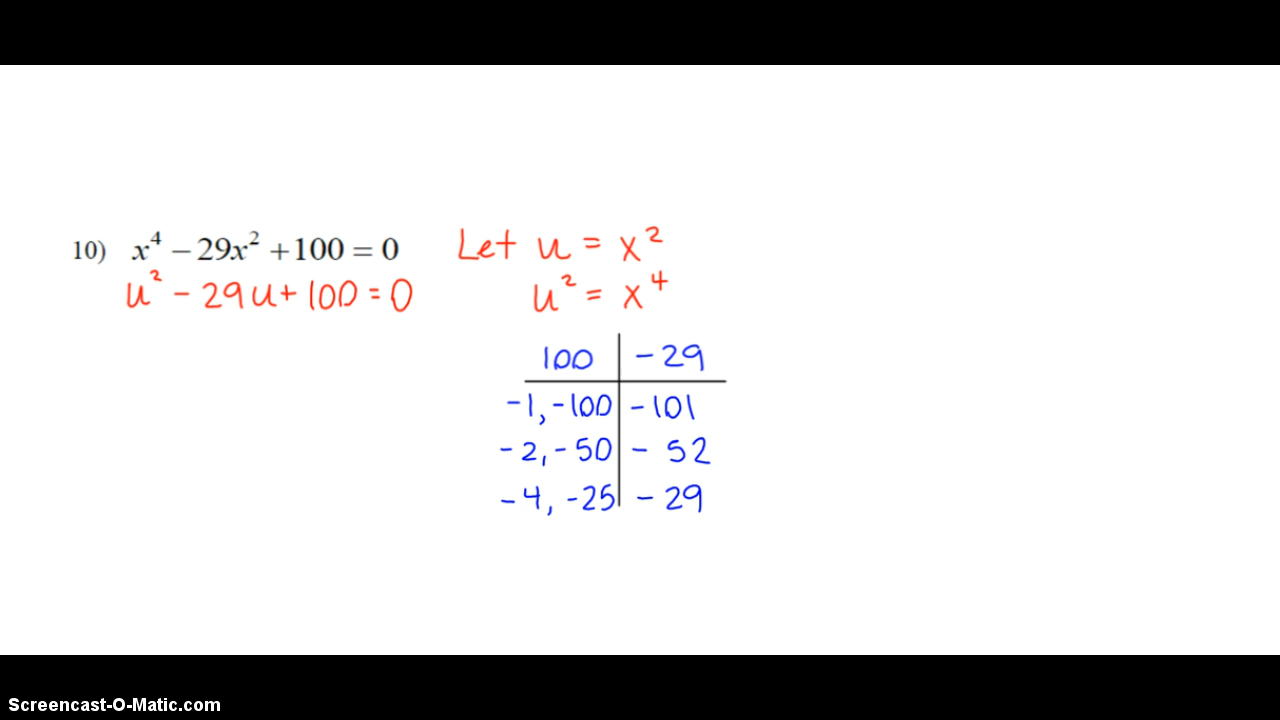 10) x⁴ − 29x² + 100 = 0 Let u = x²
u² - 29u + 100 = 0 u² = x⁴
100 | - 29
-1, -100 | - 101
- 2, - 50 | - 52
- 4, -25 | - 29
Screencast-O-Matic.com